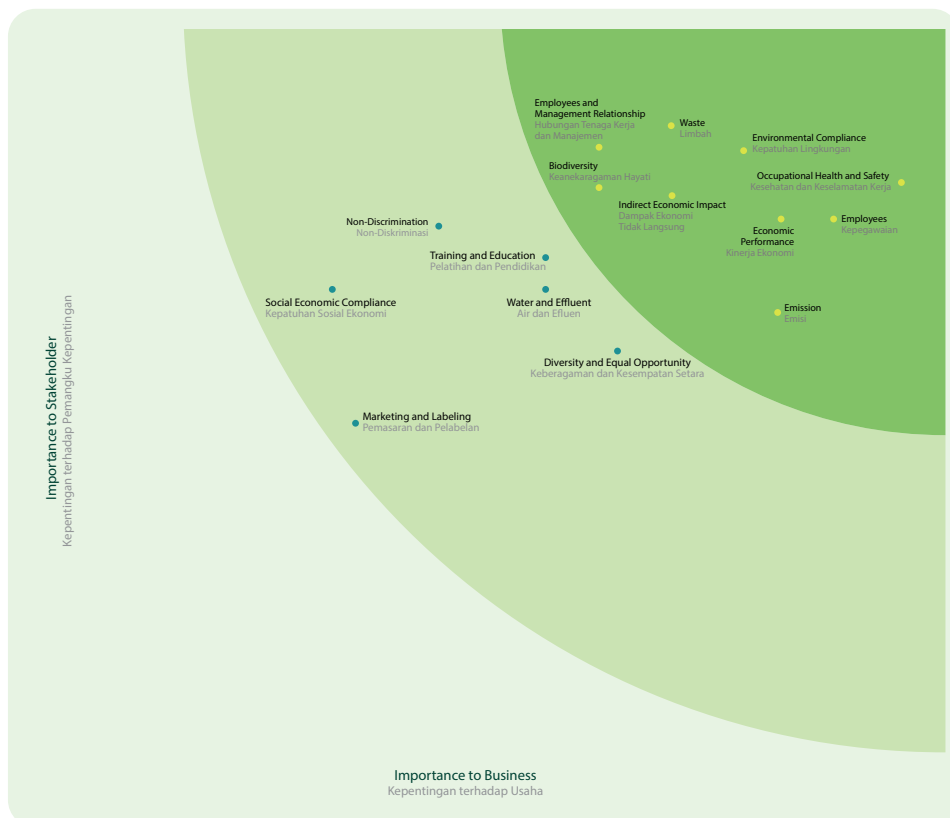 Employees and
Management Relationship
Hubungan Tenaga Kerja
dan Manajemen
Waste
Limbah
Environmental Compliance
Kepatuhan Lingkungan
Biodiversity
Keanekaragaman Hayati
Occupational Health and Safety
Kesehatan dan Keselamatan Kerja
Indirect Economic Impact
Dampak Ekonomi
Tidak Langsung
Employees
Kepegawaian
Economic
Performance
Kinerja Ekonomi
Non-Discrimination
Non-Diskriminasi
Training and Education
Pelatihan dan Pendidikan
Social Economic Compliance
Kepatuhan Sosial Ekonomi
Water and Effluent
Air dan Efluen
Emission
Emisi
Diversity and Equal Opportunity
Keberagaman dan Kesempatan Setara
Marketing and Labeling
Pemasaran dan Pelabelan
Importance to Stakeholder
Kepentingan terhadap Pemangku Kepentingan
Importance to Business
Kepentingan terhadap Usaha